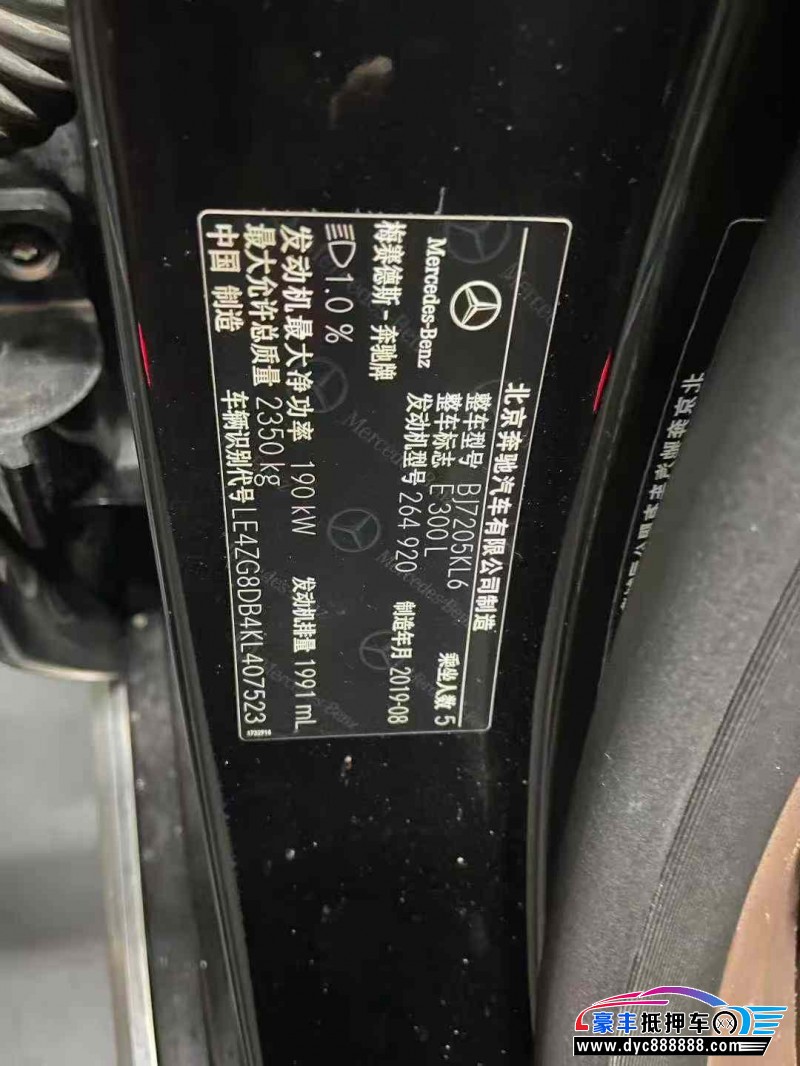 北京奔驰汽车有限公司制造
Mercedes-Benz
梅赛德斯-奔驰牌
整车型号 BJ7205KL6
整车标志 E 300 L
乘坐人数 5
发动机型号 264 920
制造年月 2019-08
1.0 %
发动机最大净功率 190 kW
发动机排量 1991 mL
最大允许总质量 2350 kg
中国 制造
车辆识别代号 LE4ZG8DB4KL407523
豪丰抵押车
www.dyc888888.com